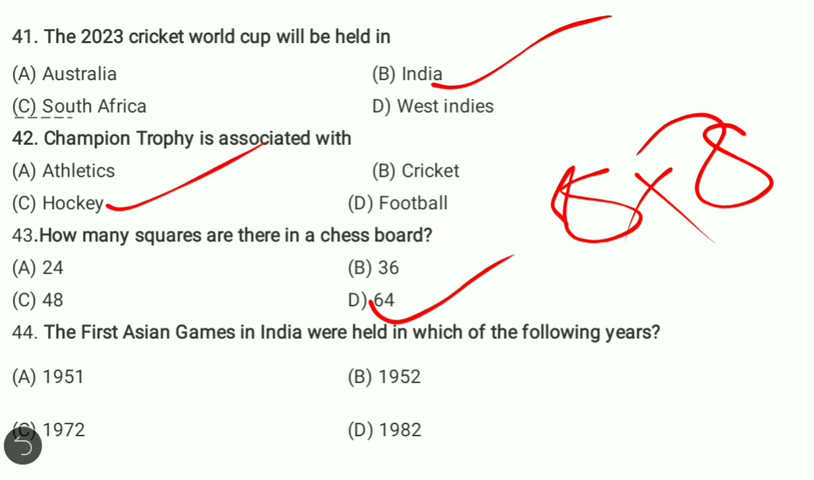 41. The 2023 cricket world cup will be held in
(A) Australia (B) India
(C) South Africa D) West indies
42. Champion Trophy is associated with
(A) Athletics (B) Cricket
(C) Hockey (D) Football
43.How many squares are there in a chess board?
(A) 24 (B) 36
(C) 48 D) 64
44. The First Asian Games in India were held in which of the following years?
(A) 1951 (B) 1952
(C) 1972 (D) 1982